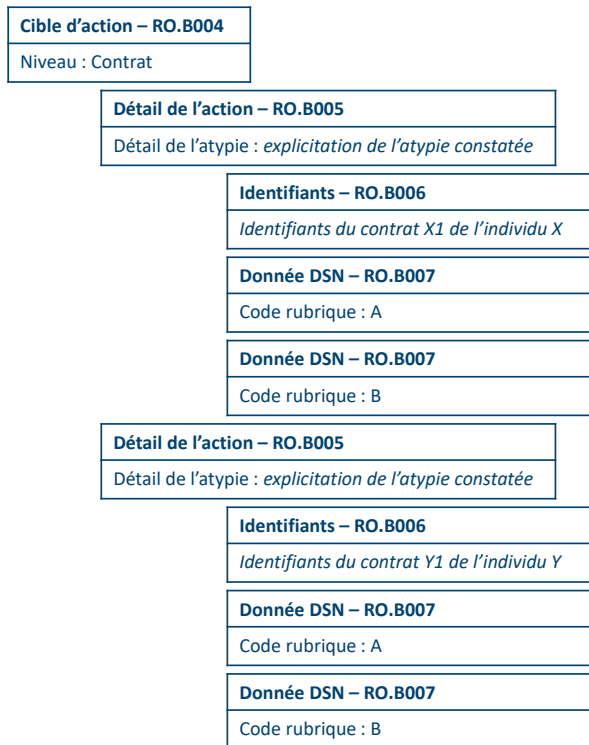 Cible d’action – RO.B004
Niveau : Contrat
Détail de l’action – RO.B005
Détail de l’atypie : explicitation de l’atypie constatée
Identifiants – RO.B006
Identifiants du contrat X1 de l’individu X
Donnée DSN – RO.B007
Code rubrique : A
Donnée DSN – RO.B007
Code rubrique : B
Détail de l’action – RO.B005
Détail de l’atypie : explicitation de l’atypie constatée
Identifiants – RO.B006
Identifiants du contrat Y1 de l’individu Y
Donnée DSN – RO.B007
Code rubrique : A
Donnée DSN – RO.B007
Code rubrique : B